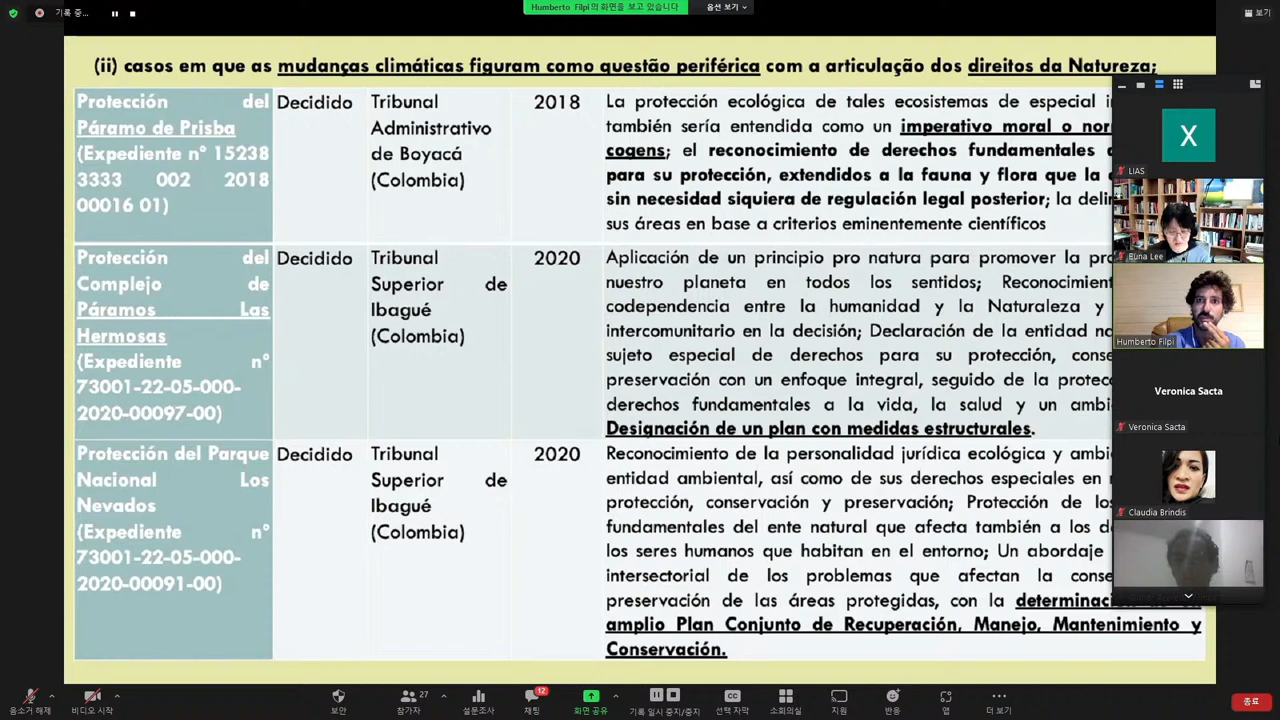 기록 중...
Humberto Filpi의 화면을 보고 있습니다
옵션 보기
보기
(ii) casos em que as mudanças climáticas figuram como questão periférica com a articulação dos direitos da Natureza;
Protección del
Páramo de Prisba
(Expediente n° 15238
3333 002 2018
00016 01)
Decidido
Tribunal
Administrativo
de Boyacá
(Colombia)
2018
La protección ecológica de tales ecosistemas de especial
también sería entendida como un imperativo moral o
cogens; el reconocimiento de derechos fundamentales
para su protección, extendidos a la fauna y flora que la
sin necesidad siquiera de regulación legal posterior; la
sus áreas en base a criterios eminentemente científicos
Protección del
Complejo de
Páramos Las
Hermosas
(Expediente n°
73001-22-05-000-
2020-00097-00)
Decidido
Tribunal
Superior de
Ibagué
(Colombia)
2020
Aplicación de un principio pro natura para promover la
nuestro planeta en todos los sentidos;
codependencia entre la humanidad y la Naturaleza y
intercomunitario en la decisión; Declaración de la entidad
sujeto especial de derechos para su protección,
preservación con un enfoque integral, seguido de la
derechos fundamentales a la vida, la salud y un
Designación de un plan con medidas estructurales.
Protección del Parque
Nacional Los
Nevados
(Expediente n°
73001-22-05-000-
2020-00091-00)
Decidido
Tribunal
Superior de
Ibagué
(Colombia)
2020
Reconocimiento de la personalidad jurídica ecológica y
entidad ambiental, así como de sus derechos especiales en
protección, conservación y preservación; Protección de
fundamentales del ente natural que afecta también a los
los seres humanos que habitan en el entorno; Un abordaje
intersectorial de los problemas que afectan la
preservación de las áreas protegidas, con la
amplio Plan Conjunto de Recuperación, Manejo, Mantenimiento y
Conservación.
X
LIAS
Euna Lee
Humberto Filpi
Veronica Sacta
Veronica Sacta
Claudia Brindis
음소거 해제
비디오 시작
보안
27
참가자
설문조사
12
채팅
화면 공유
기록 일시 중지/중지
CC
선택 자막
소회의실
지원
반응
앱
더 보기
종료